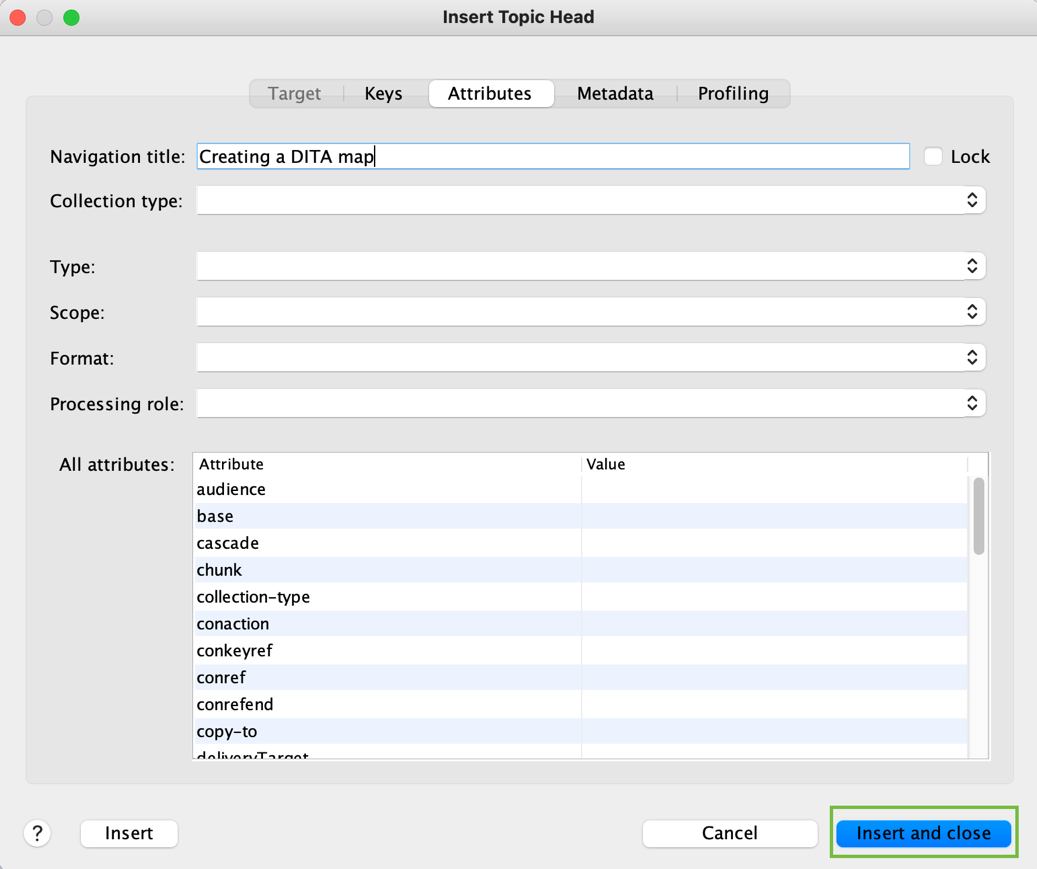 Insert Topic Head
Target Keys Attributes Metadata Profiling
Navigation title: Creating a DITA map Lock
Collection type:
Type:
Scope:
Format:
Processing role:
All attributes: Attribute Value
audience
base
cascade
chunk
collection-type
conaction
conkeyref
conref
conrefend
copy-to
deliveryTarget
? Insert Cancel Insert and close